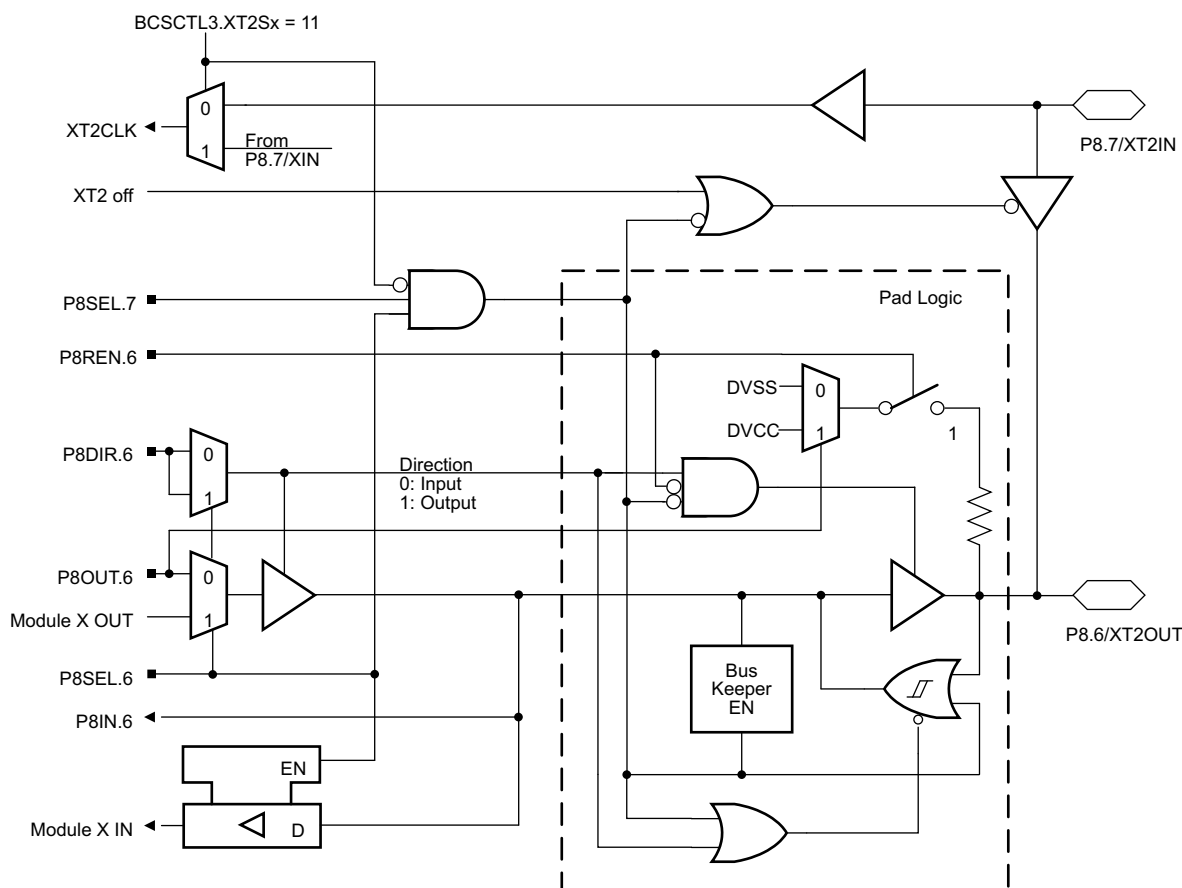 BCSCTL3.XT2Sx = 11
0
XT2CLK
1
From
P8.7/XIN
P8.7/XT2IN
XT2 off
P8SEL.7
Pad Logic
P8REN.6
DVSS
0
DVCC
1
1
P8DIR.6
0
1
Direction
0: Input
1: Output
P8OUT.6
0
Module X OUT
1
P8.6/XT2OUT
P8SEL.6
Bus
Keeper
EN
P8IN.6
EN
Module X IN
D